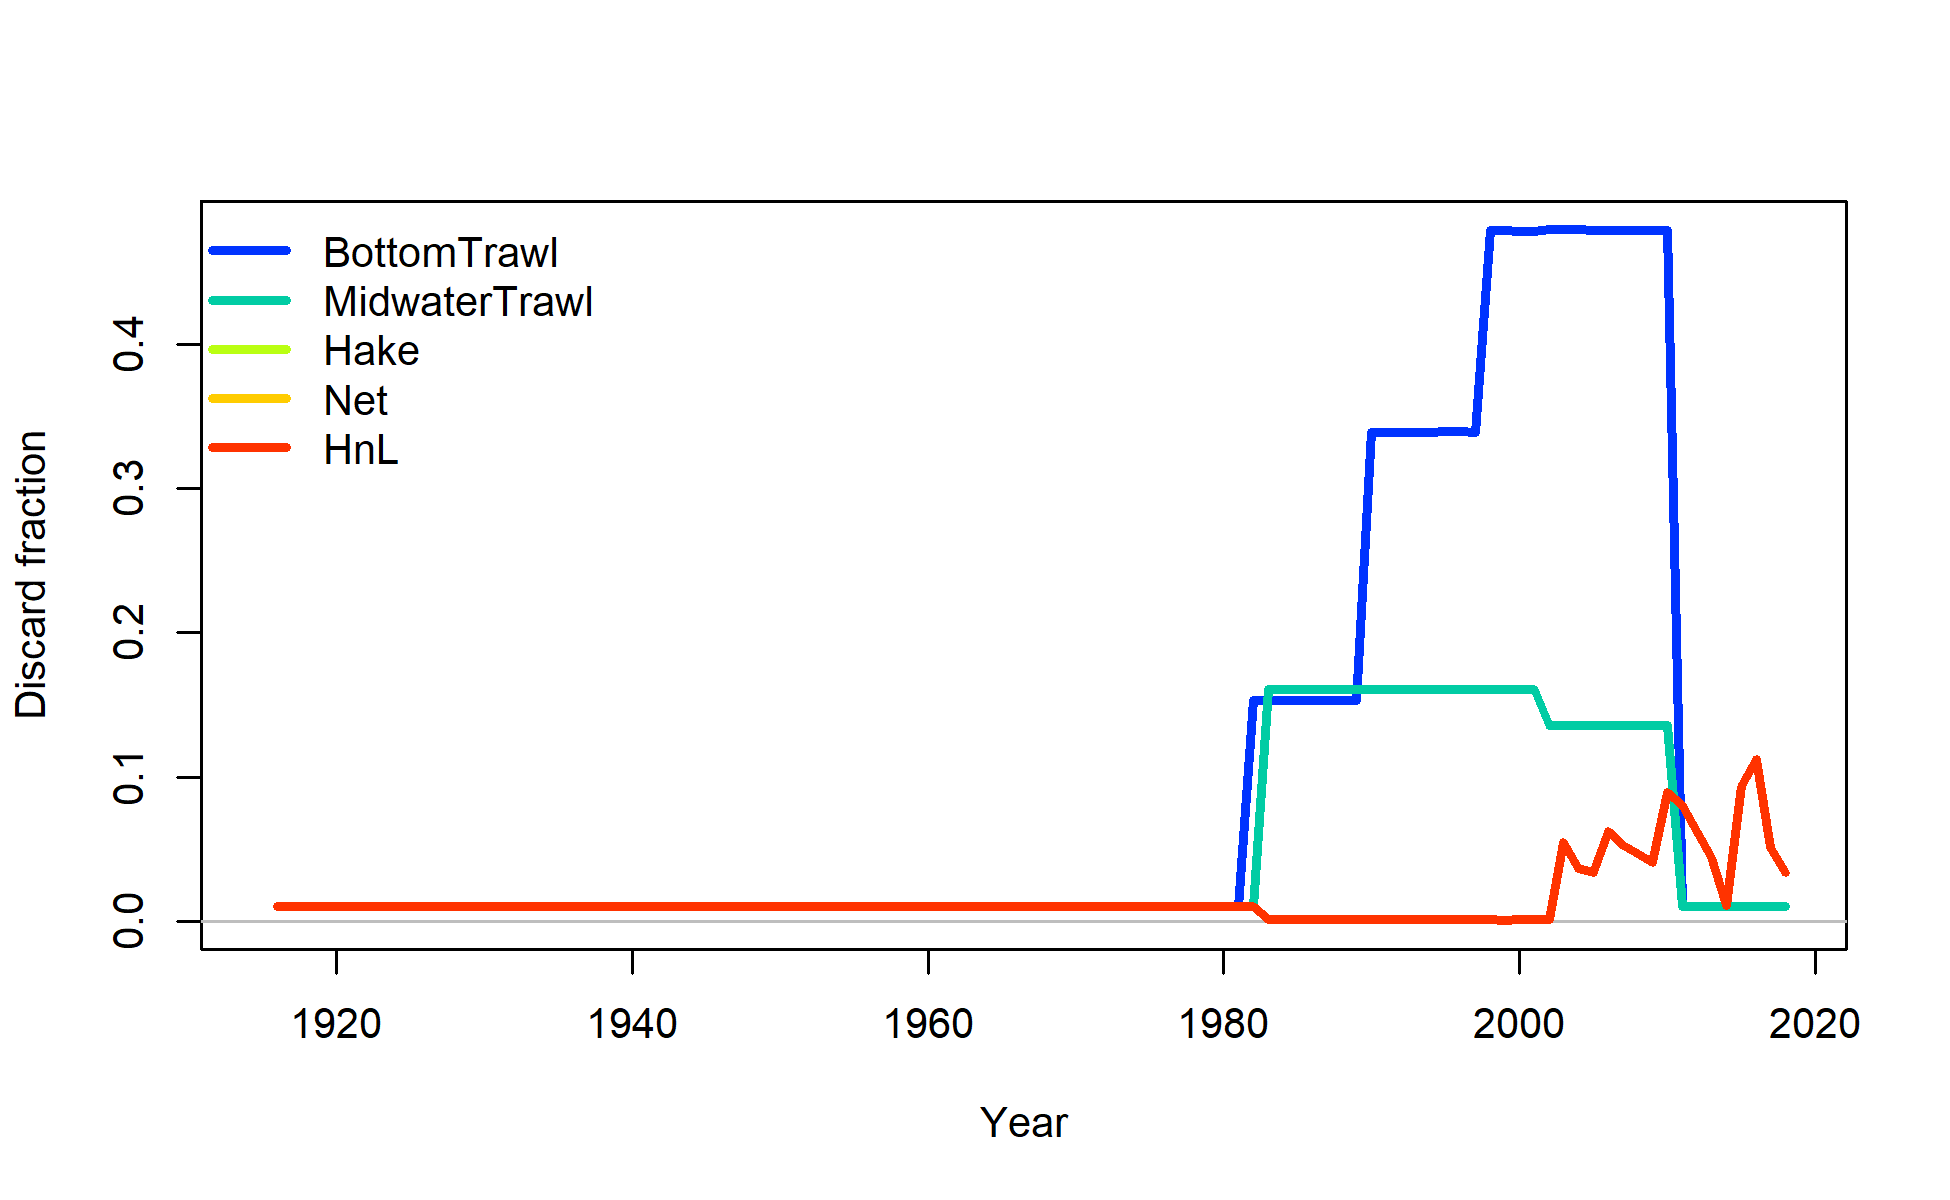 BottomTrawl
MidwaterTrawl
Hake
Net
HnL
Discard fraction
0.4
0.3
0.2
0.1
0.0
1920 1940 1960 1980 2000 2020
Year